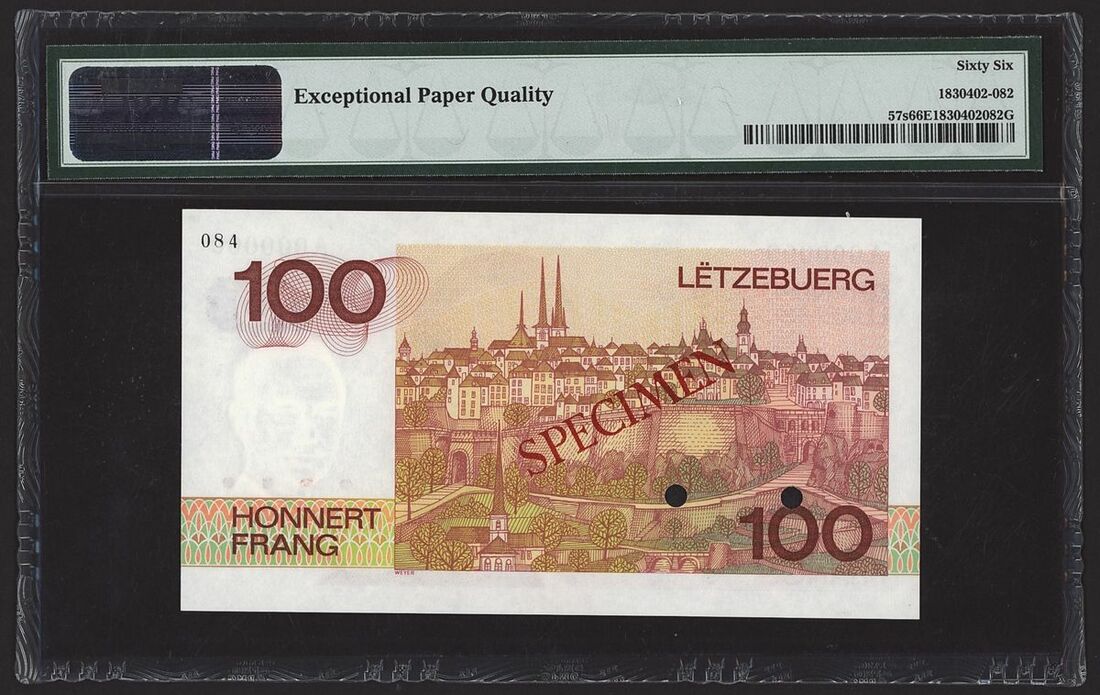 Exceptional Paper Quality
Sixty Six
1830402-082
57s66E1830402082G
084
100
LËTZEBUERG
SPECIMEN
HONNERT
FRANG
100
WEYER